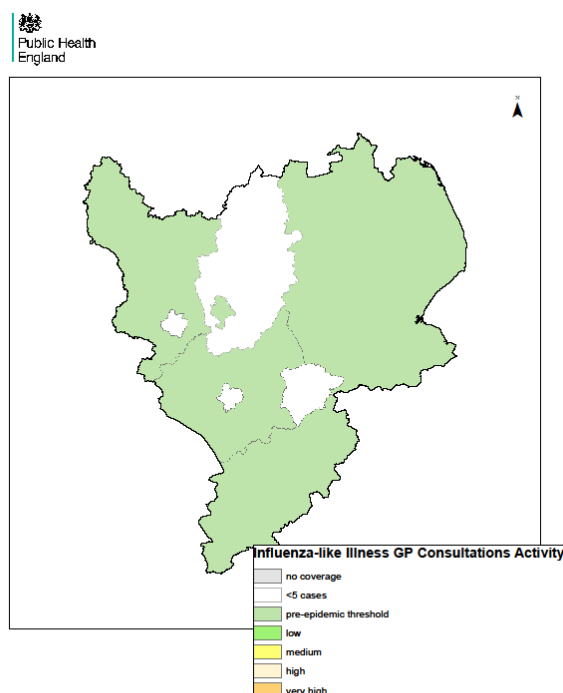 Public Health
England
N
Influenza-like Illness GP Consultations Activity
no coverage
<5 cases
pre-epidemic threshold
low
medium
high
very high